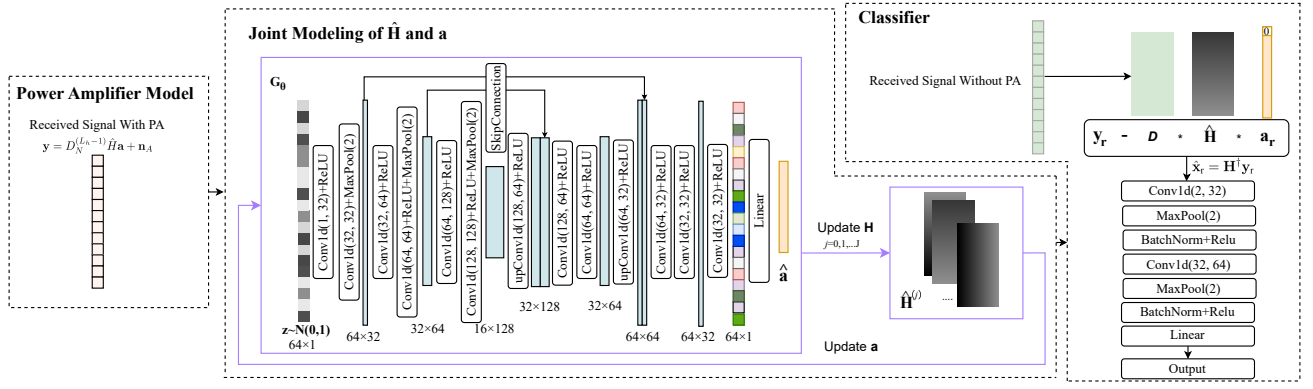 Power Amplifier Model
Received Signal With PA
y = D_N^{(L_h-1)} Ĥa + n_A
Joint Modeling of Ĥ and a
G_θ
z~N(0,1)
64×1
Conv1d(1, 32)+ReLU
Conv1d(32, 32)+MaxPool(2)
64×32
Conv1d(32, 64)+ReLU
Conv1d(64, 64)+ReLU+MaxPool(2)
32×64
Conv1d(64, 128)+ReLU
Conv1d(128, 128)+ReLU+MaxPool(2)
SkipConnection
16×128
upConv1d(128, 64)+ReLU
32×128
Conv1d(128, 64)+ReLU
Conv1d(64, 64)+ReLU
32×64
upConv1d(64, 32)+ReLU
64×64
Conv1d(64, 32)+ReLU
Conv1d(32, 32)+ReLU
64×32
Conv1d(32, 32)+ReLU
64×1
Linear
â
Update H
j=0,1,...J
Ĥ^{(j)}
....
Update a
Classifier
Received Signal Without PA
0
y_r - D * Ĥ * a_r
x̂_r = H^†y_r
Conv1d(2, 32)
MaxPool(2)
BatchNorm+Relu
Conv1d(32, 64)
MaxPool(2)
BatchNorm+Relu
Linear
Output